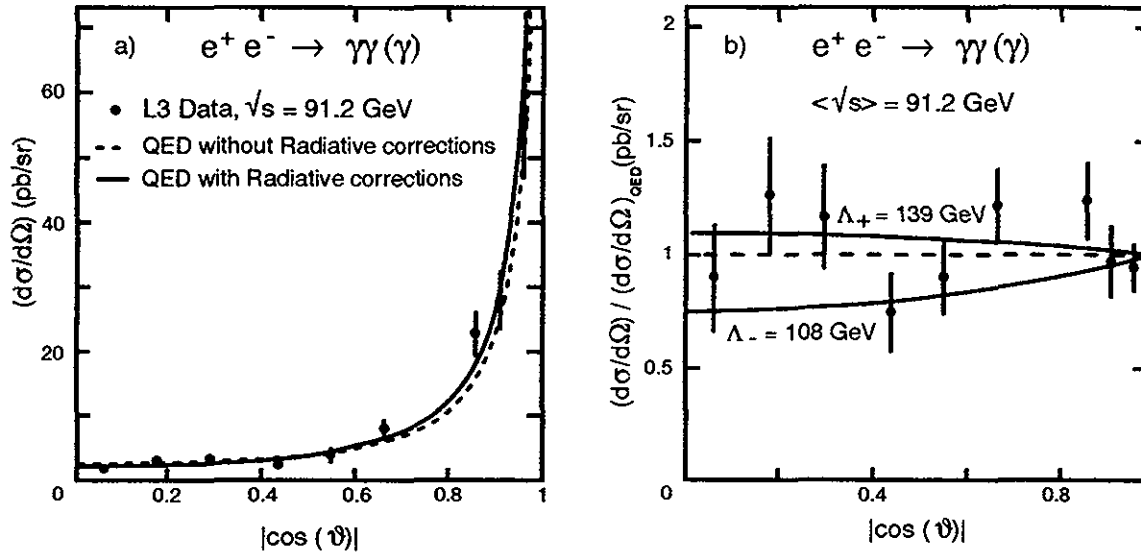 a) e⁺ e⁻ → γγ (γ)
L3 Data, √s = 91.2 GeV
QED without Radiative corrections
QED with Radiative corrections
(dσ/dΩ) (pb/sr)
60
40
20
0
0.2 0.4 0.6 0.8 1
|cos (ϑ)|
b) e⁺ e⁻ → γγ (γ)
<√s> = 91.2 GeV
Λ₊ = 139 GeV
Λ₋ = 108 GeV
(dσ/dΩ) / (dσ/dΩ)QED(pb/sr)
2
1.5
1
0.5
0
0.4 0.8
|cos (ϑ)|